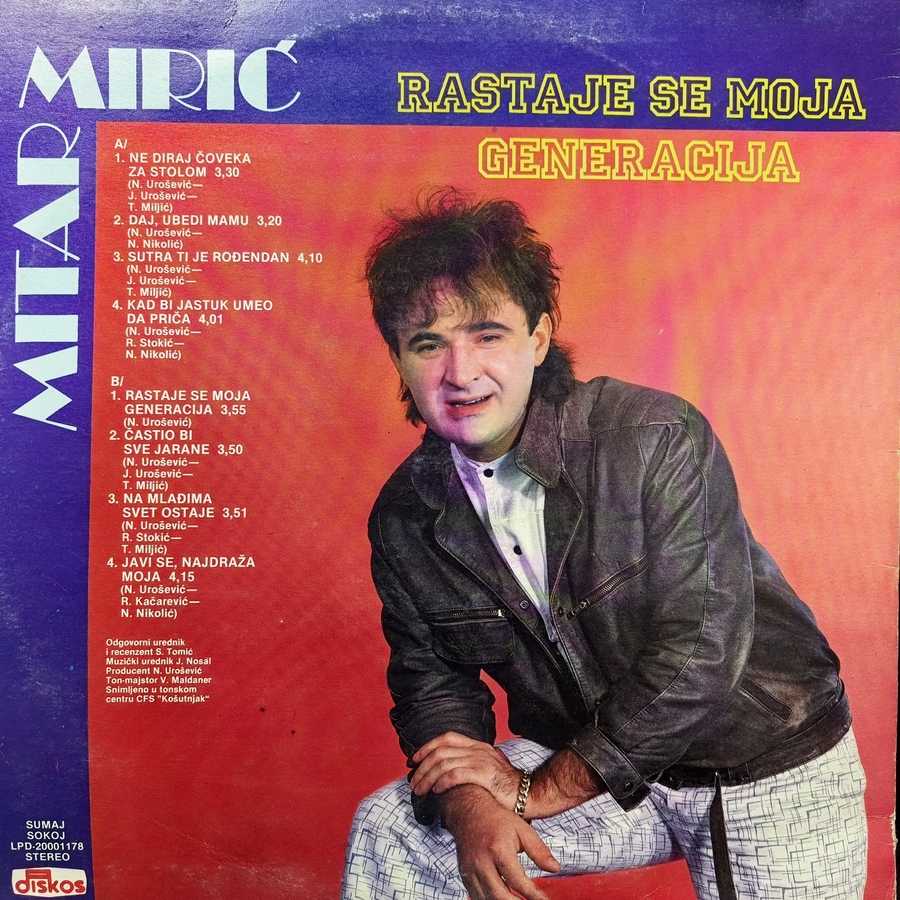 MITAR
MIRIĆ
RASTAJE SE MOJA
GENERACIJA
A/
1. NE DIRAJ ČOVEKA
ZA STOLOM 3,30
(N. Urošević—
J. Urošević—
T. Miljić)
2. DAJ, UBEDI MAMU 3,20
(N. Urošević—
N. Nikolić)
3. SUTRA TI JE ROĐENDAN 4,10
(N. Urošević—
J. Urošević—
T. Miljić)
4. KAD BI JASTUK UMEO
DA PRIČA 4,01
(N. Urošević—
R. Stokić—
N. Nikolić)
B/
1. RASTAJE SE MOJA
GENERACIJA 3,55
(N. Urošević)
2. ČASTIO BI
SVE JARANE 3,50
(N. Urošević—
J. Urošević—
T. Miljić)
3. NA MLAĐIMA
SVET OSTAJE 3,51
(N. Urošević—
R. Stokić—
T. Miljić)
4. JAVI SE, NAJDRAŽA
MOJA 4,15
(N. Urošević—
R. Kačarević—
N. Nikolić)
Odgovorni urednik
i recenzent S. Tomić
Muzički urednik J. Nosál
Producent N. Urošević
Ton-majstor V. Maldaner
Snimljeno u tonskom
centru CFS "Košutnjak"
SUMAJ
SOKOJ
LPD-20001178
STEREO
diskos